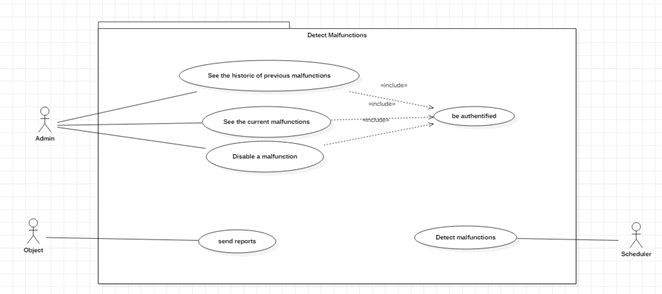 Detect Malfunctions
See the historic of previous malfunctions
«include»
«include»
See the current malfunctions
«include»
be authentified
Admin
Disable a malfunction
Object
send reports
Detect malfunctions
Scheduler